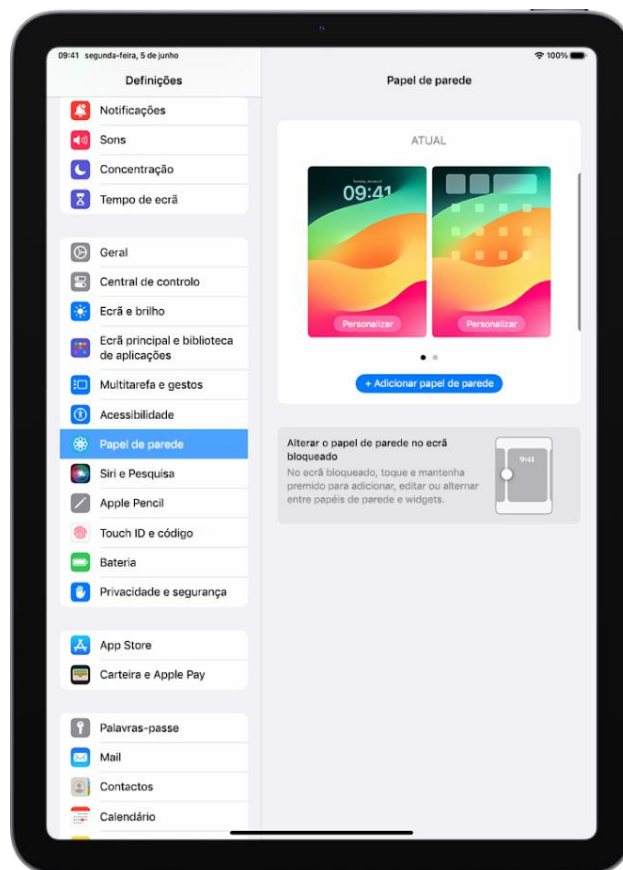 09:41 segunda-feira, 5 de junho
100%
Definições
Notificações
Sons
Concentração
Tempo de ecrã
Geral
Central de controlo
Ecrã e brilho
Ecrã principal e biblioteca
de aplicações
Multitarefa e gestos
Acessibilidade
Papel de parede
Siri e Pesquisa
Apple Pencil
Touch ID e código
Bateria
Privacidade e segurança
App Store
Carteira e Apple Pay
Palavras-passe
Mail
Contactos
Calendário
Papel de parede
ATUAL
09:41
Personalizar
Personalizar
+ Adicionar papel de parede
Alterar o papel de parede no ecrã
bloqueado
No ecrã bloqueado, toque e mantenha
premido para adicionar, editar ou alternar
entre papéis de parede e widgets.
9:41